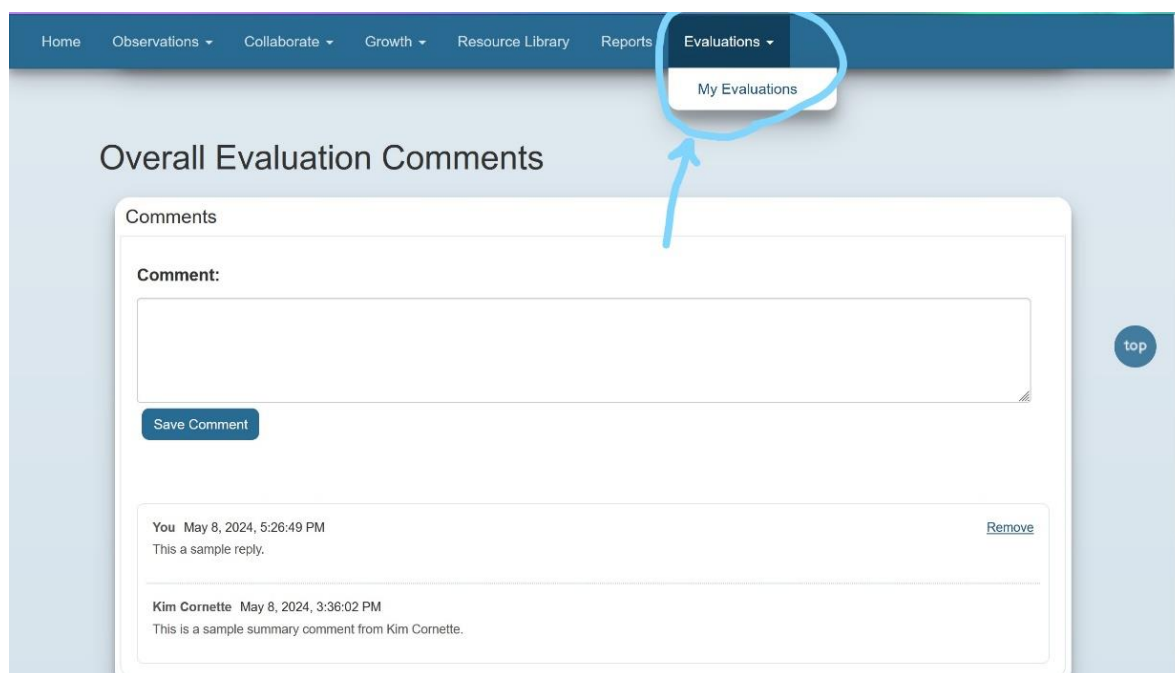 Home Observations Collaborate Growth Resource Library Reports Evaluations
My Evaluations
Overall Evaluation Comments
Comments
Comment:
top
Save Comment
You May 8, 2024, 5:26:49 PM Remove
This a sample reply.
Kim Cornette May 8, 2024, 3:36:02 PM
This is a sample summary comment from Kim Cornette.